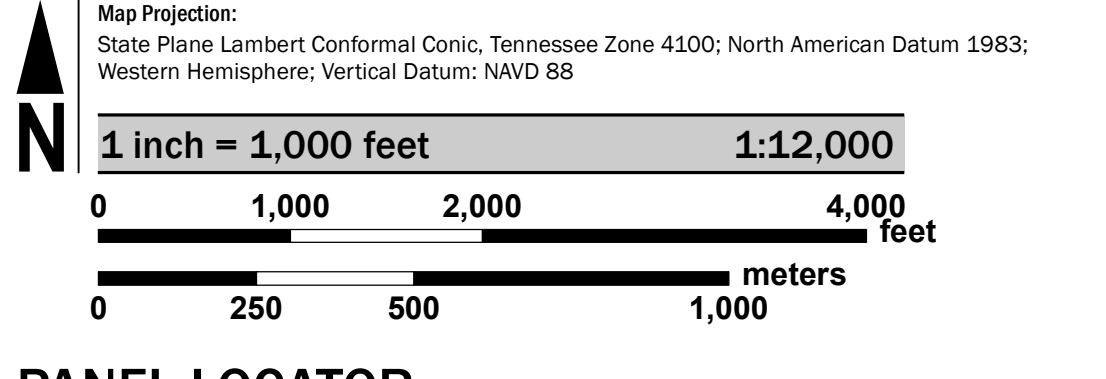 Map Projection:
State Plane Lambert Conformal Conic, Tennessee Zone 4100; North American Datum 1983;
Western Hemisphere; Vertical Datum: NAVD 88
N
1 inch = 1,000 feet 1:12,000
0 1,000 2,000 4,000
feet
meters
0 250 500 1,000
PANEL LOCATOR